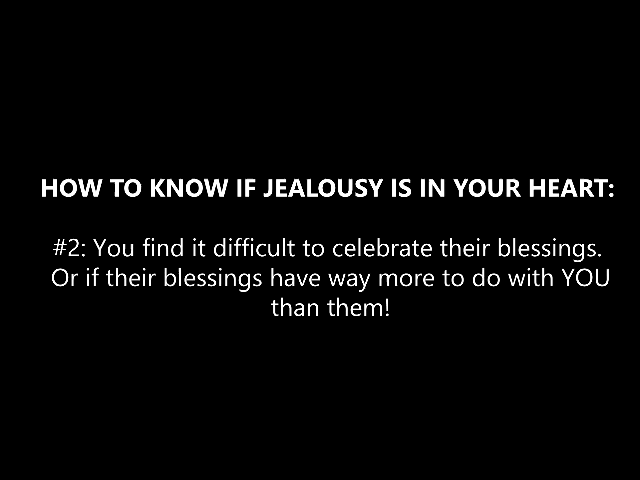 HOW TO KNOW IF JEALOUSY IS IN YOUR HEART:
#2: You find it difficult to celebrate their blessings.
Or if their blessings have way more to do with YOU
than them!